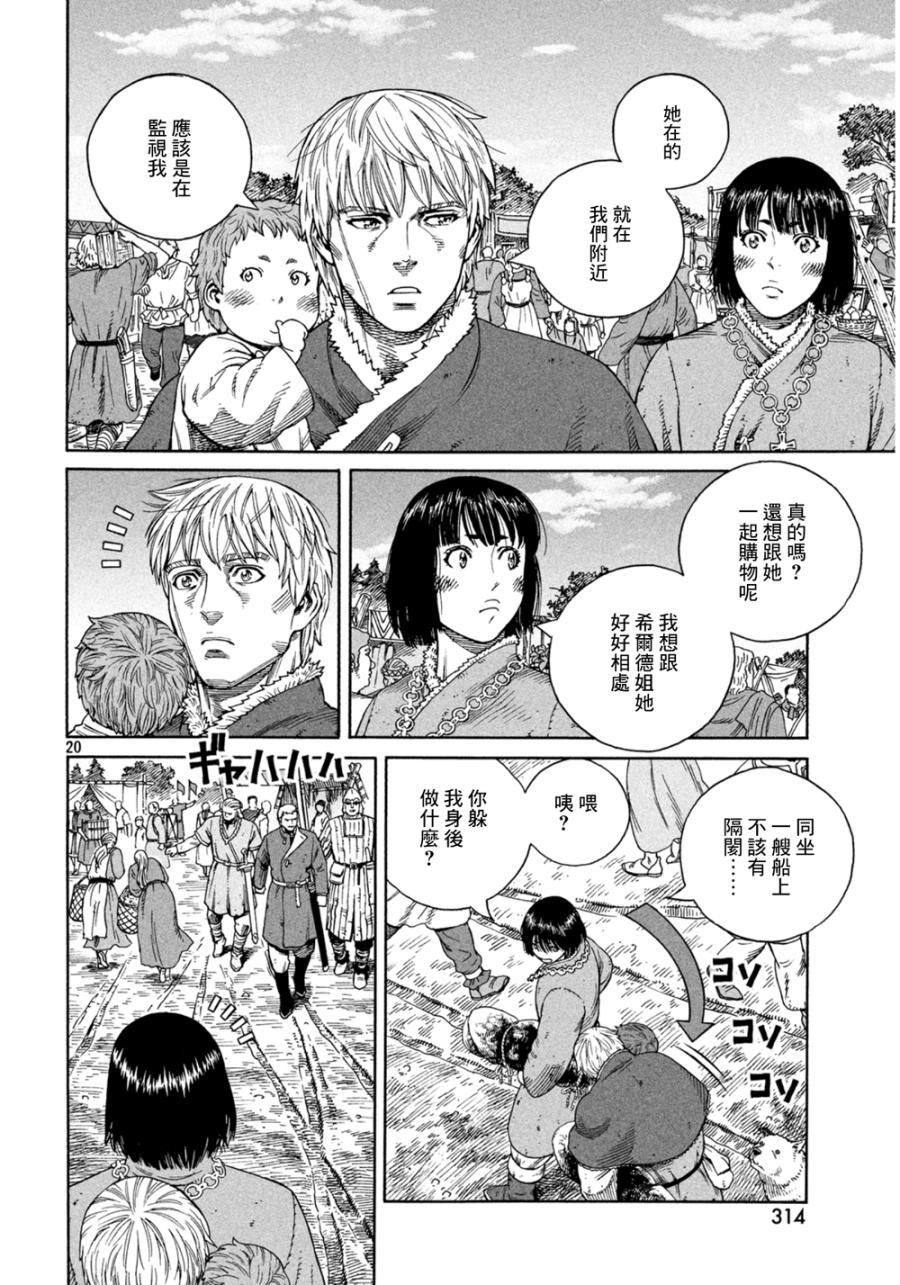 她在的
就在
我們附近
應該是在
監視我
真的嗎？
還想跟她
一起購物呢
我想跟
希爾德姐她
好好相處
20
同坐
一艘船上
不該有
隔閡……
喂
咦？
你躲
我身後
做什麼？
コソ
コソ
コソ
ギャハハハ
314